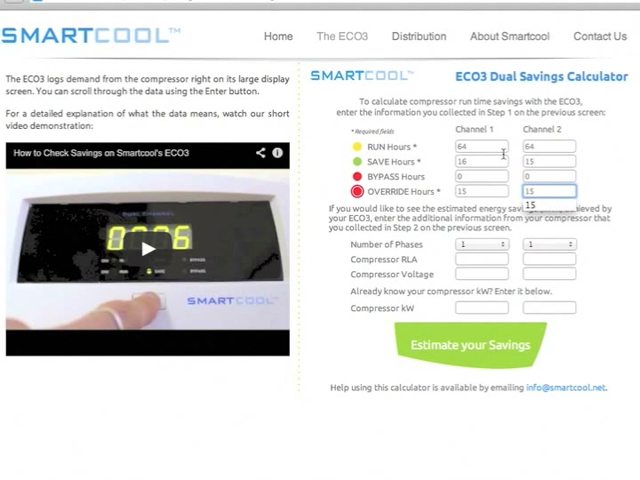 SMARTCOOL™
Home The ECO3 Distribution About Smartcool Contact Us
The ECO3 logs demand from the compressor right on its large display
screen. You can scroll through the data using the Enter button.
For a detailed explanation of what the data means, watch our short
video demonstration:
How to Check Savings on Smartcool's ECO3
DUAL CHANNEL
0006
SAVE
BYPASS
BYPASS
SMARTCOOL
SMARTCOOL™ ECO3 Dual Savings Calculator
To calculate compressor run time savings with the ECO3,
enter the information you collected in Step 1 on the previous screen:
* Required fields Channel 1 Channel 2
RUN Hours * 64 64
SAVE Hours * 16 15
BYPASS Hours 0 0
OVERRIDE Hours * 15 15
15
If you would like to see the estimated energy achieved by
your ECO3, enter the additional information from your compressor that
you collected in Step 2 on the previous screen.
Number of Phases 1 1
Compressor RLA
Compressor Voltage
Already know your compressor kW? Enter it below.
Compressor kW
Estimate your Savings
Help using this calculator is available by emailing info@smartcool.net.